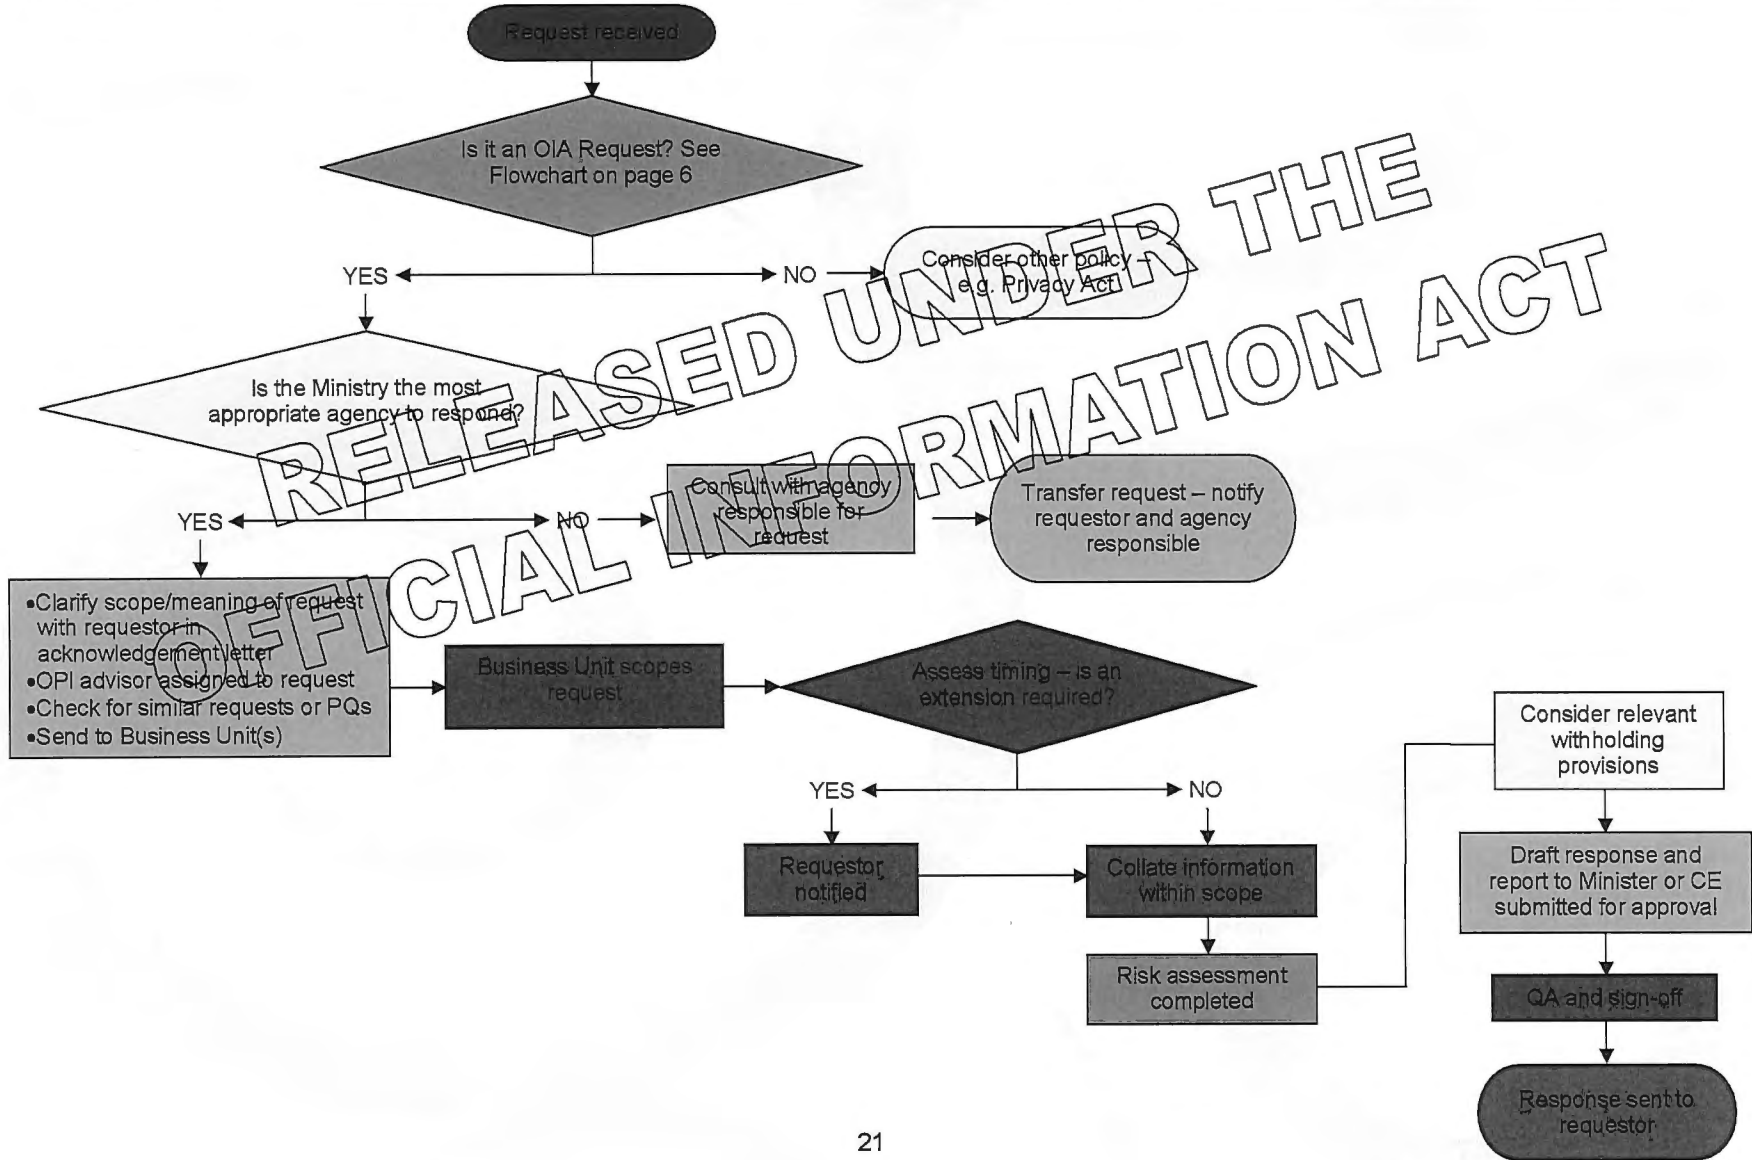 Request received
Is it an OIA Request? See
Flowchart on page 6
YES
NO
Consider other policy –
e.g. Privacy Act
Is the Ministry the most
appropriate agency to respond?
YES
NO
Consult with agency
responsible for
request
Transfer request – notify
requestor and agency
responsible
•Clarify scope/meaning of request
with requestor in
acknowledgement letter
•OPI advisor assigned to request
•Check for similar requests or PQs
•Send to Business Unit(s)
Business Unit scopes
request
Assess timing – is an
extension required?
YES
NO
Requestor
notified
Collate information
within scope
Risk assessment
completed
Consider relevant
withholding
provisions
Draft response and
report to Minister or CE
submitted for approval
QA and sign-off
Response sent to
requestor
RELEASED UNDER THE
OFFICIAL INFORMATION ACT
21